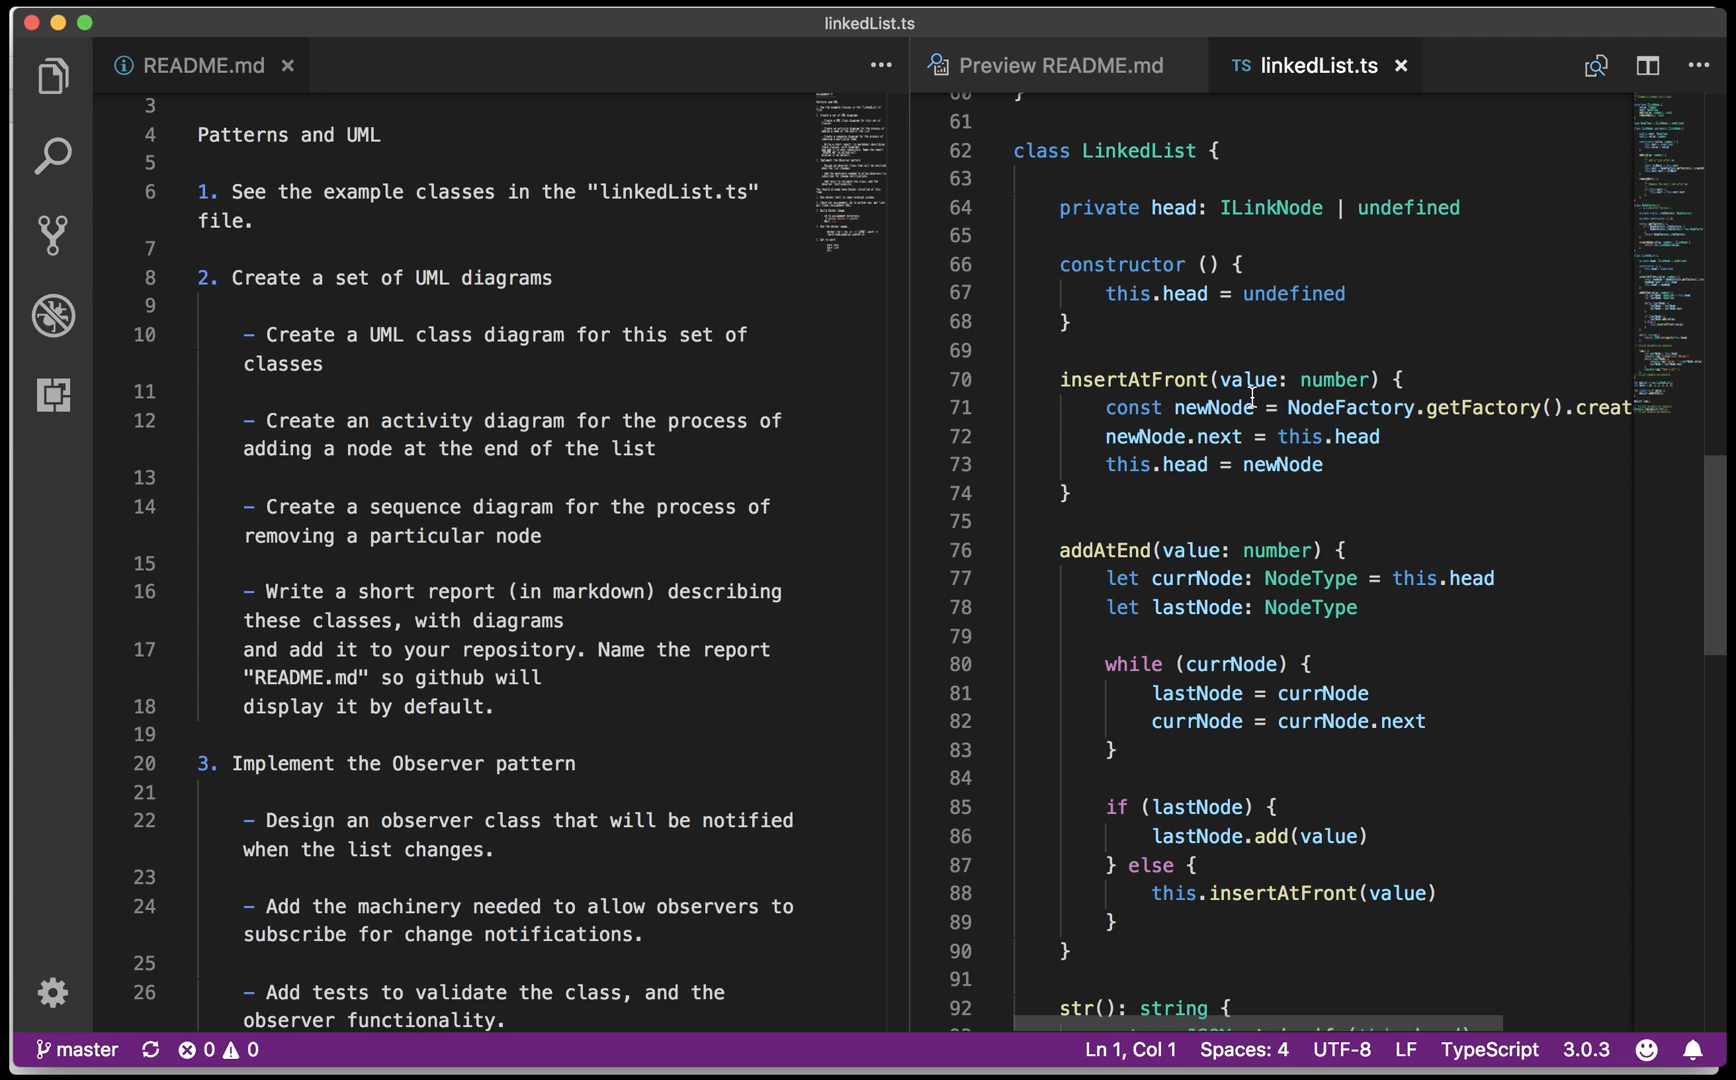 linkedList.ts
README.md
Preview README.md
TS linkedList.ts
3
4 Patterns and UML
5
6 1. See the example classes in the "linkedList.ts"
file.
7
8 2. Create a set of UML diagrams
9
10 - Create a UML class diagram for this set of
classes
11
12 - Create an activity diagram for the process of
adding a node at the end of the list
13
14 - Create a sequence diagram for the process of
removing a particular node
15
16 - Write a short report (in markdown) describing
these classes, with diagrams
17 and add it to your repository. Name the report
"README.md" so github will
18 display it by default.
19
20 3. Implement the Observer pattern
21
22 - Design an observer class that will be notified
when the list changes.
23
24 - Add the machinery needed to allow observers to
subscribe for change notifications.
25
26 - Add tests to validate the class, and the
observer functionality.
60 }
61
62 class LinkedList {
63
64 private head: ILinkNode | undefined
65
66 constructor () {
67 this.head = undefined
68 }
69
70 insertAtFront(value: number) {
71 const newNode = NodeFactory.getFactory().creat
72 newNode.next = this.head
73 this.head = newNode
74 }
75
76 addAtEnd(value: number) {
77 let currNode: NodeType = this.head
78 let lastNode: NodeType
79
80 while (currNode) {
81 lastNode = currNode
82 currNode = currNode.next
83 }
84
85 if (lastNode) {
86 lastNode.add(value)
87 } else {
88 this.insertAtFront(value)
89 }
90 }
91
92 str(): string {
master 0 0 Ln 1, Col 1 Spaces: 4 UTF-8 LF TypeScript 3.0.3